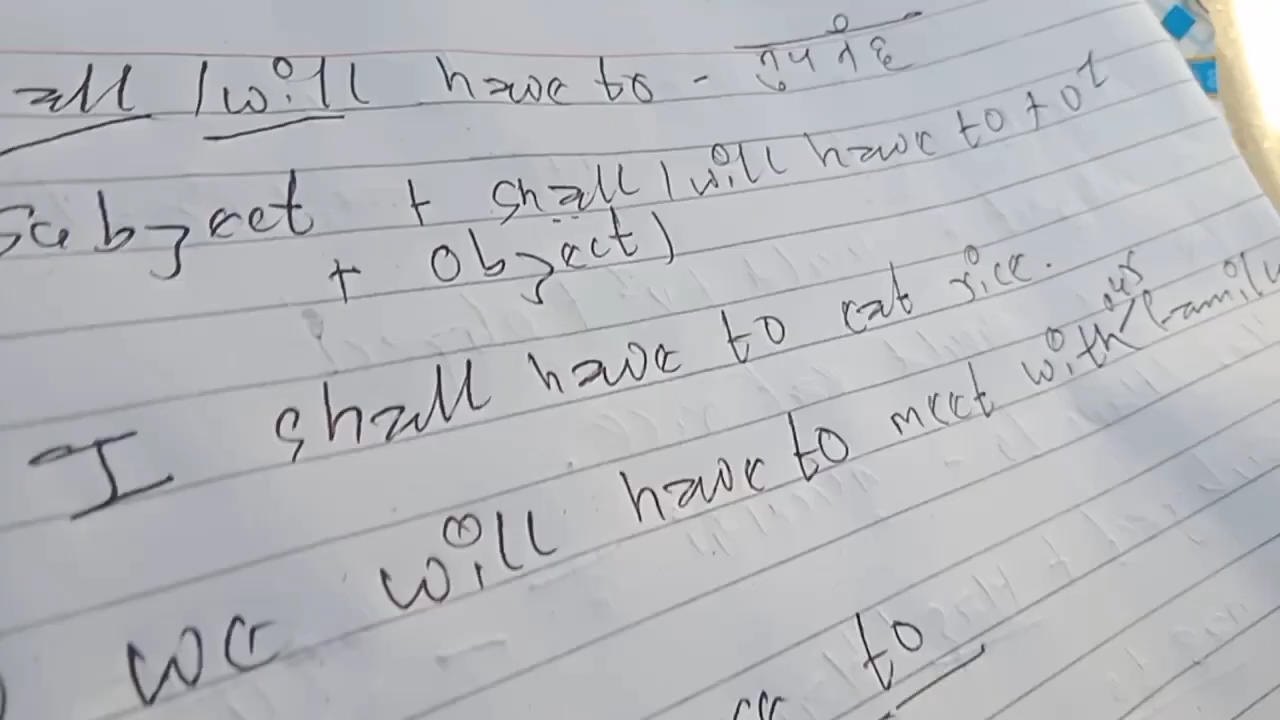 shall / will have to -
Subject + shall / will have to + v1
+ Object)
I shall have to eat rice.
we will have to meet with us family
to